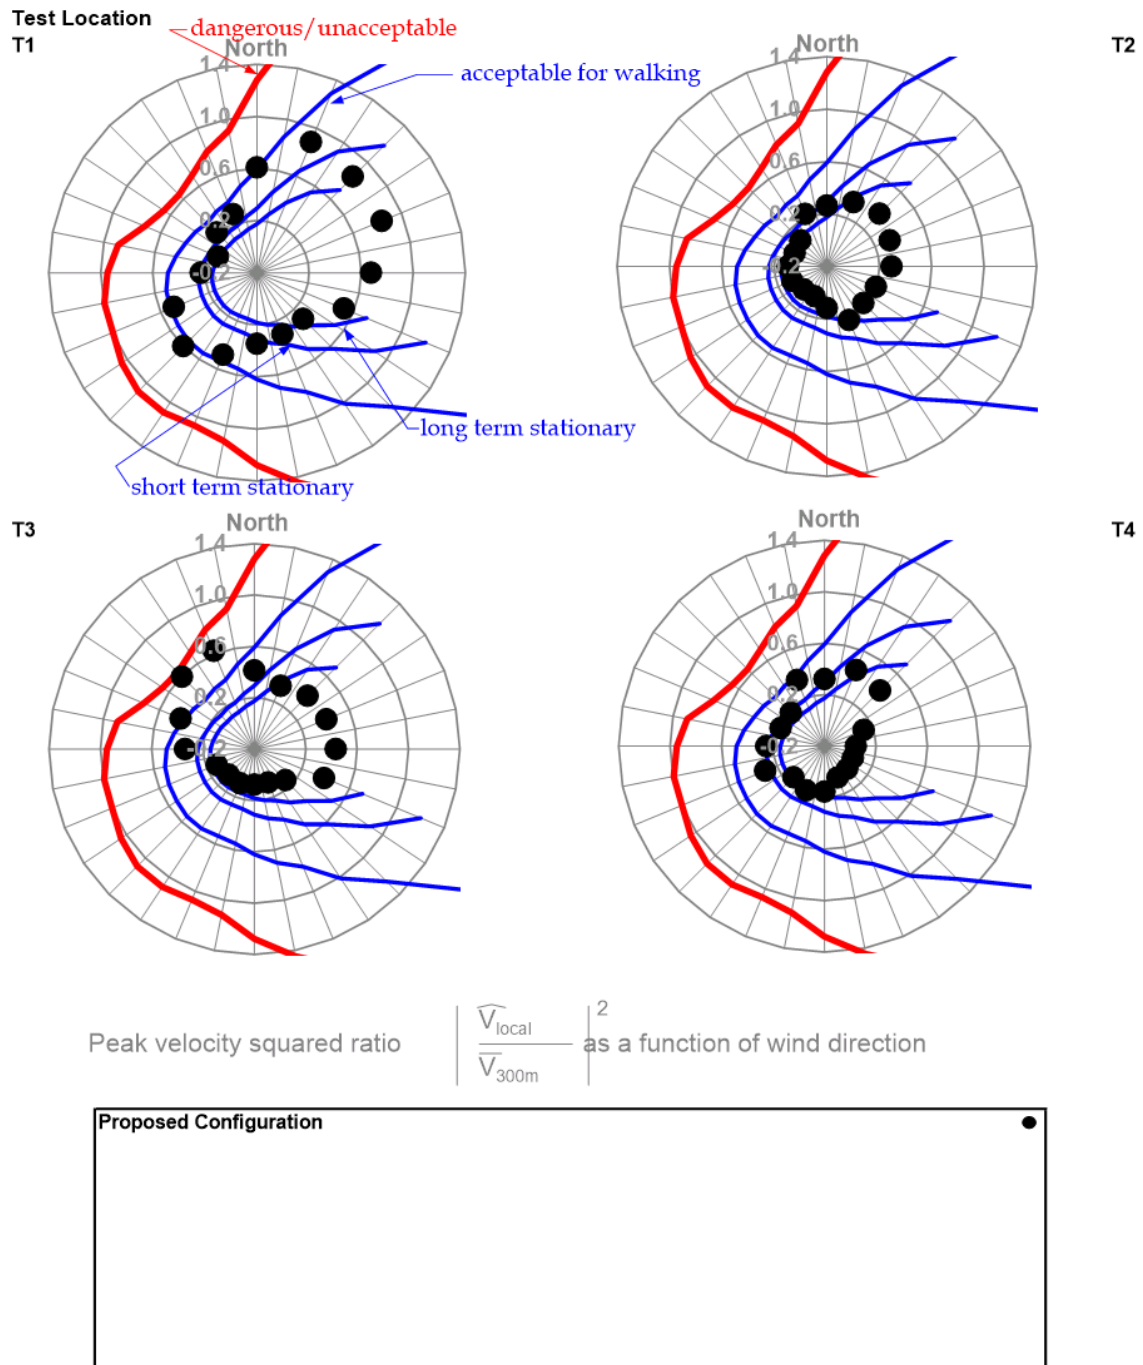 Test Location
T1
dangerous/unacceptable
North
1.4
acceptable for walking
1.0
0.6
0.2
-0.2
long term stationary
short term stationary
T2
North
1.4
1.0
0.6
0.2
-0.2
T3
North
1.4
1.0
0.6
0.2
-0.2
T4
North
1.4
1.0
0.6
0.2
-0.2
Peak velocity squared ratio | V̂local / V̅300m |² as a function of wind direction
Proposed Configuration